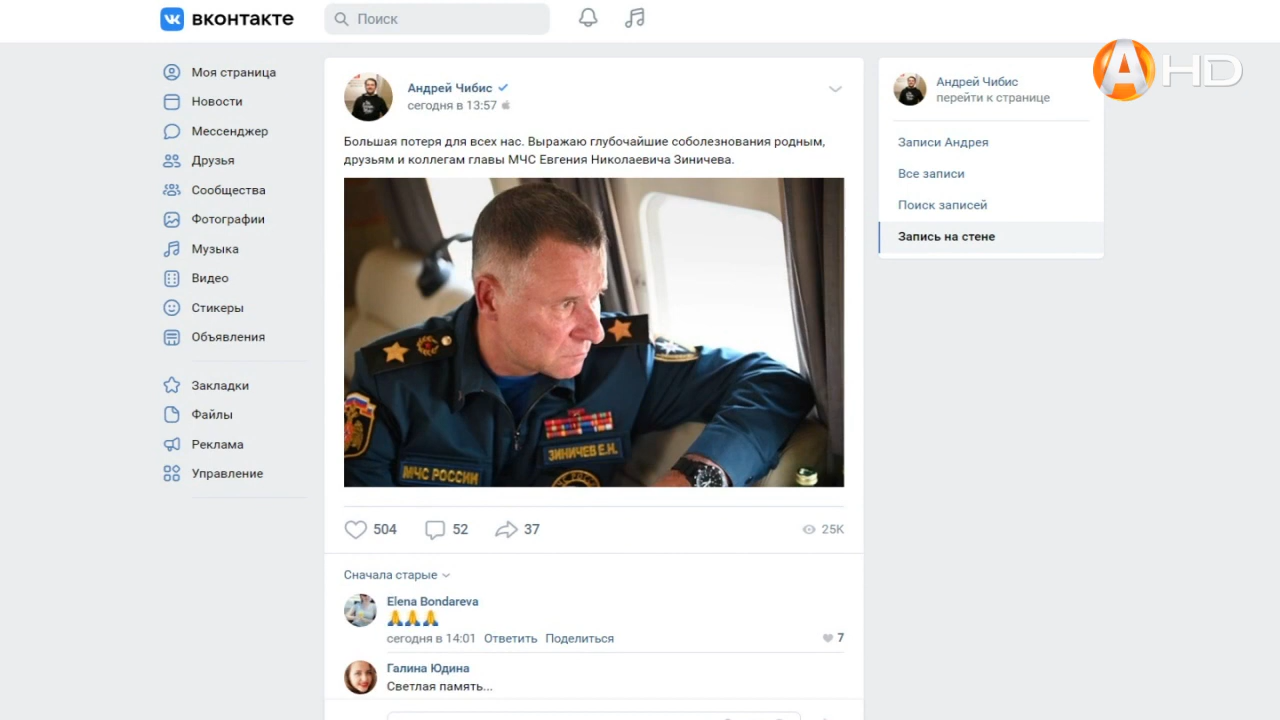 вконтакте
Поиск
AHD
Моя страница
Новости
Мессенджер
Друзья
Сообщества
Фотографии
Музыка
Видео
Стикеры
Объявления
Закладки
Файлы
Реклама
Управление
Андрей Чибис
сегодня в 13:57
Большая потеря для всех нас. Выражаю глубочайшие соболезнования родным,
друзьям и коллегам главы МЧС Евгения Николаевича Зиничева.
ЗИНИЧЕВ Е.Н.
МЧС РОССИИ
504
52
37
25K
Сначала старые
Elena Bondareva
🙏🙏🙏
сегодня в 14:01 Ответить Поделиться
7
Галина Юдина
Светлая память...
Андрей Чибис
перейти к странице
Записи Андрея
Все записи
Поиск записей
Запись на стене